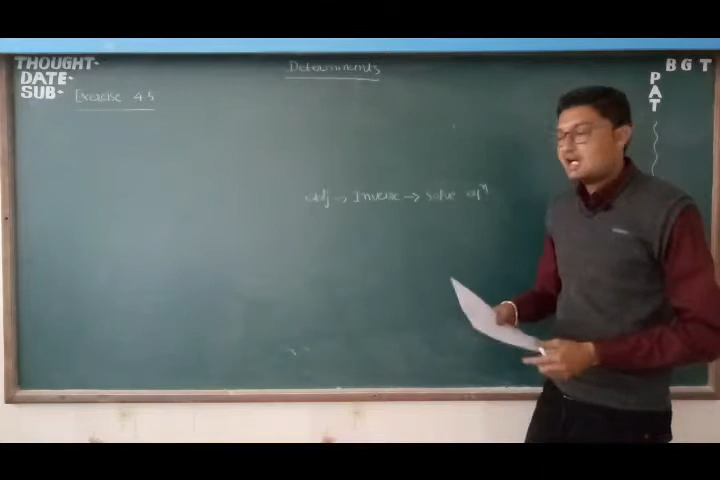 THOUGHT-
DATE-
SUB-
Determinants
Exercise 4.5
adj → Inverse → Solve eqⁿ
B G T
P
A
T